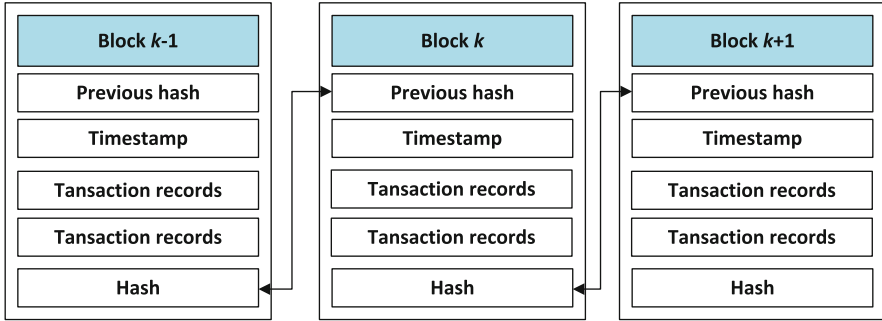 Block k-1
Previous hash
Timestamp
Tansaction records
Tansaction records
Hash
Block k
Previous hash
Timestamp
Tansaction records
Tansaction records
Hash
Block k+1
Previous hash
Timestamp
Tansaction records
Tansaction records
Hash